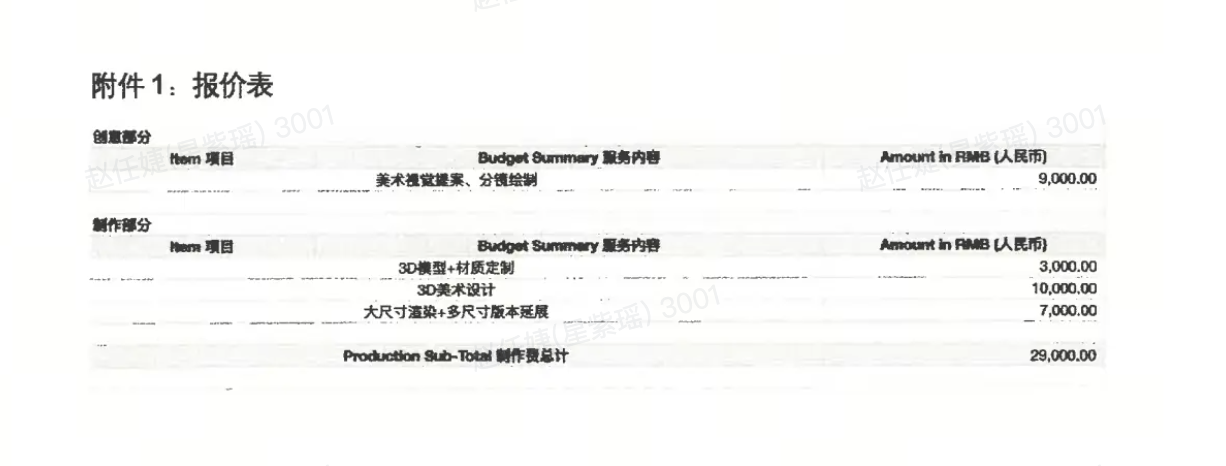 附件 1：报价表
创意部分
Item 项目 Budget Summary 服务内容 Amount in RMB (人民币)
美术视觉提案、分镜绘制 9,000.00
制作部分
Item 项目 Budget Summary 服务内容 Amount in RMB (人民币)
3D模型+材质定制 3,000.00
3D美术设计 10,000.00
大尺寸渲染+多尺寸版本延展 7,000.00
Production Sub-Total 制作费总计 29,000.00
赵任婕(星紫瑶) 3001
赵任婕(星紫瑶) 3001
赵任婕(星紫瑶) 3001